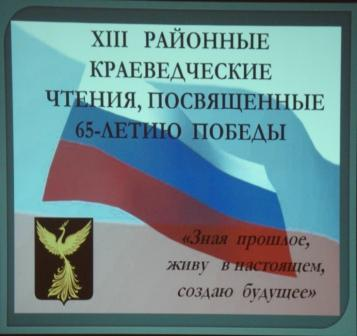 XIII РАЙОННЫЕ
КРАЕВЕДЧЕСКИЕ
ЧТЕНИЯ, ПОСВЯЩЕННЫЕ
65-ЛЕТИЮ ПОБЕДЫ
«Зная прошлое,
живу в настоящем,
создаю будущее»